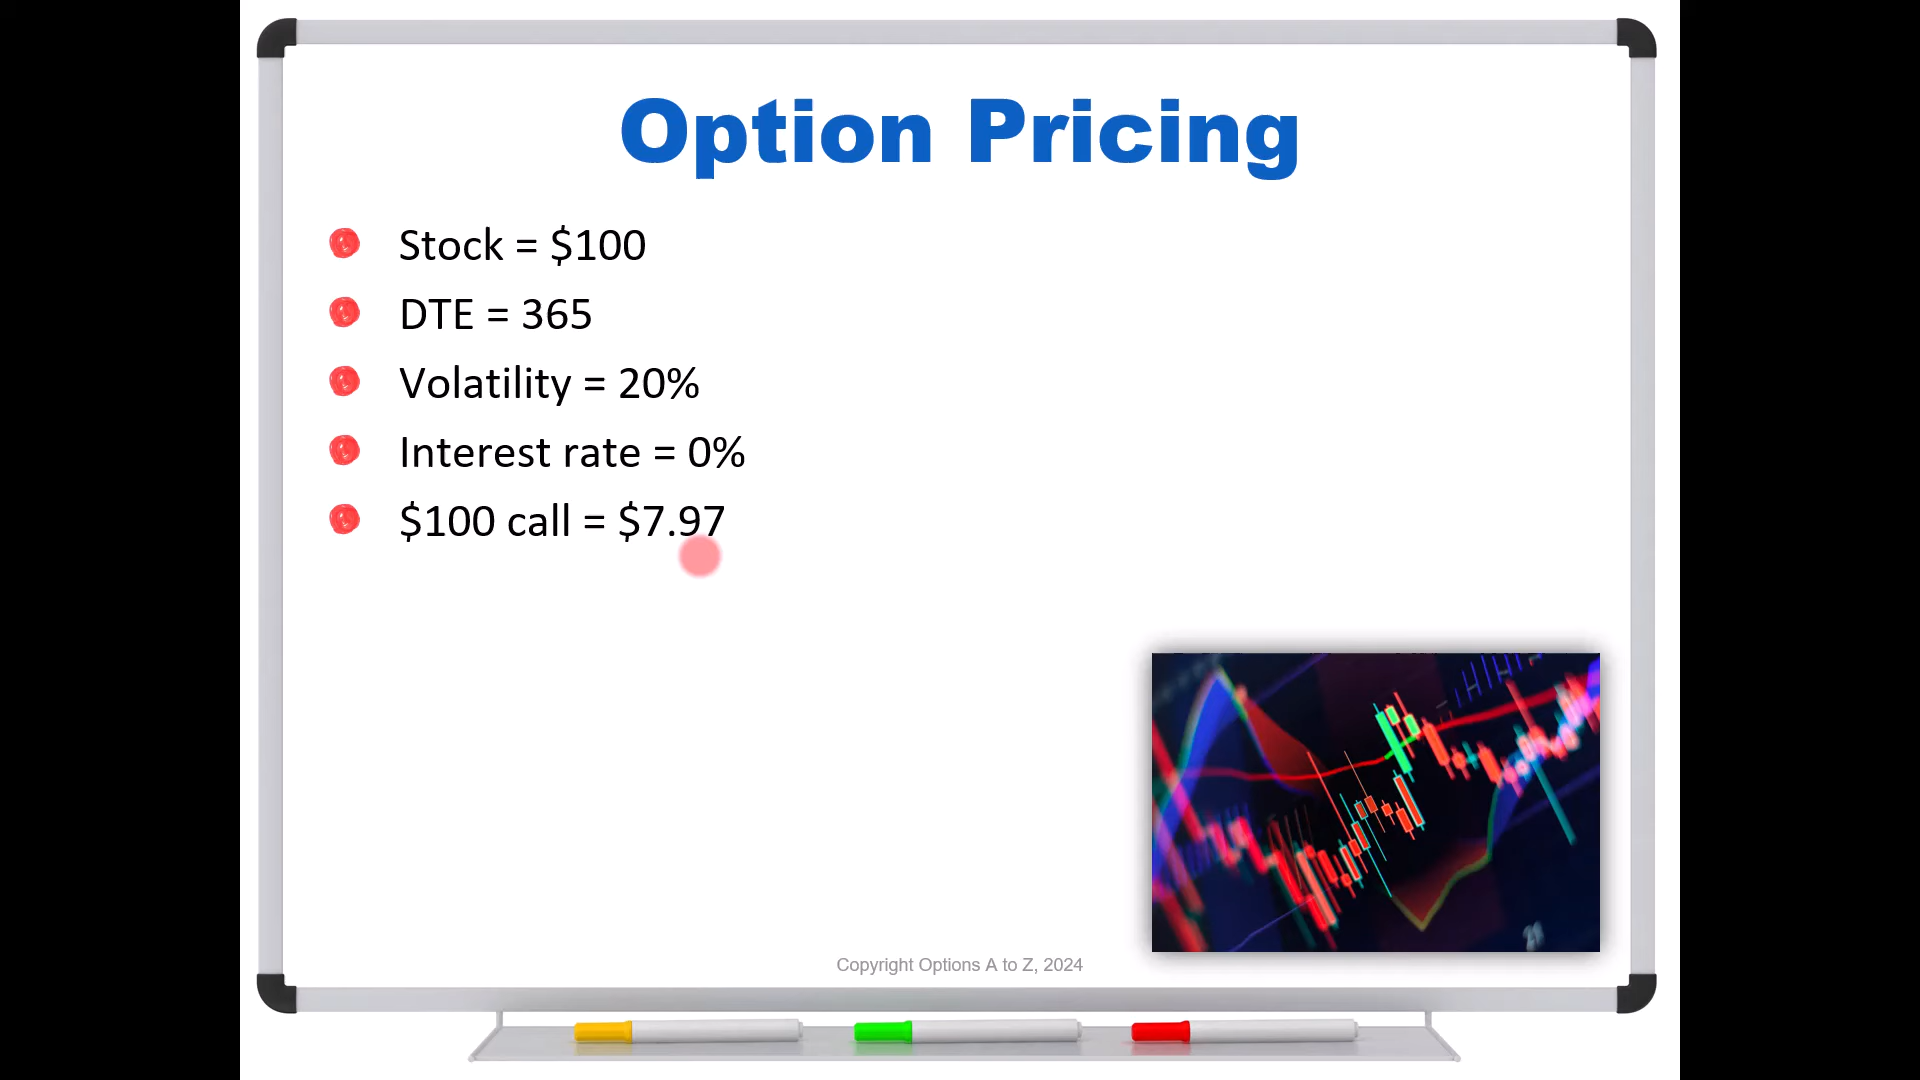 Option Pricing
Stock = $100
DTE = 365
Volatility = 20%
Interest rate = 0%
$100 call = $7.97
Copyright Options A to Z, 2024